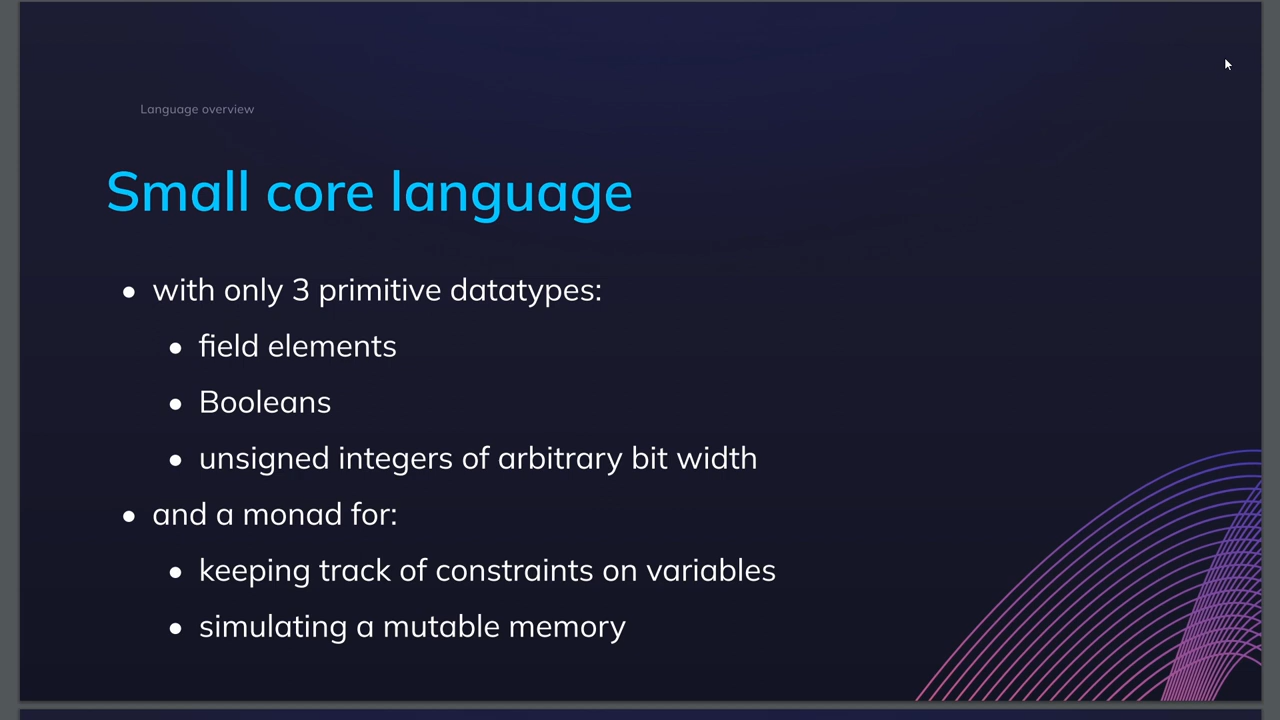 Language overview
Small core language
• with only 3 primitive datatypes:
• field elements
• Booleans
• unsigned integers of arbitrary bit width
• and a monad for:
• keeping track of constraints on variables
• simulating a mutable memory